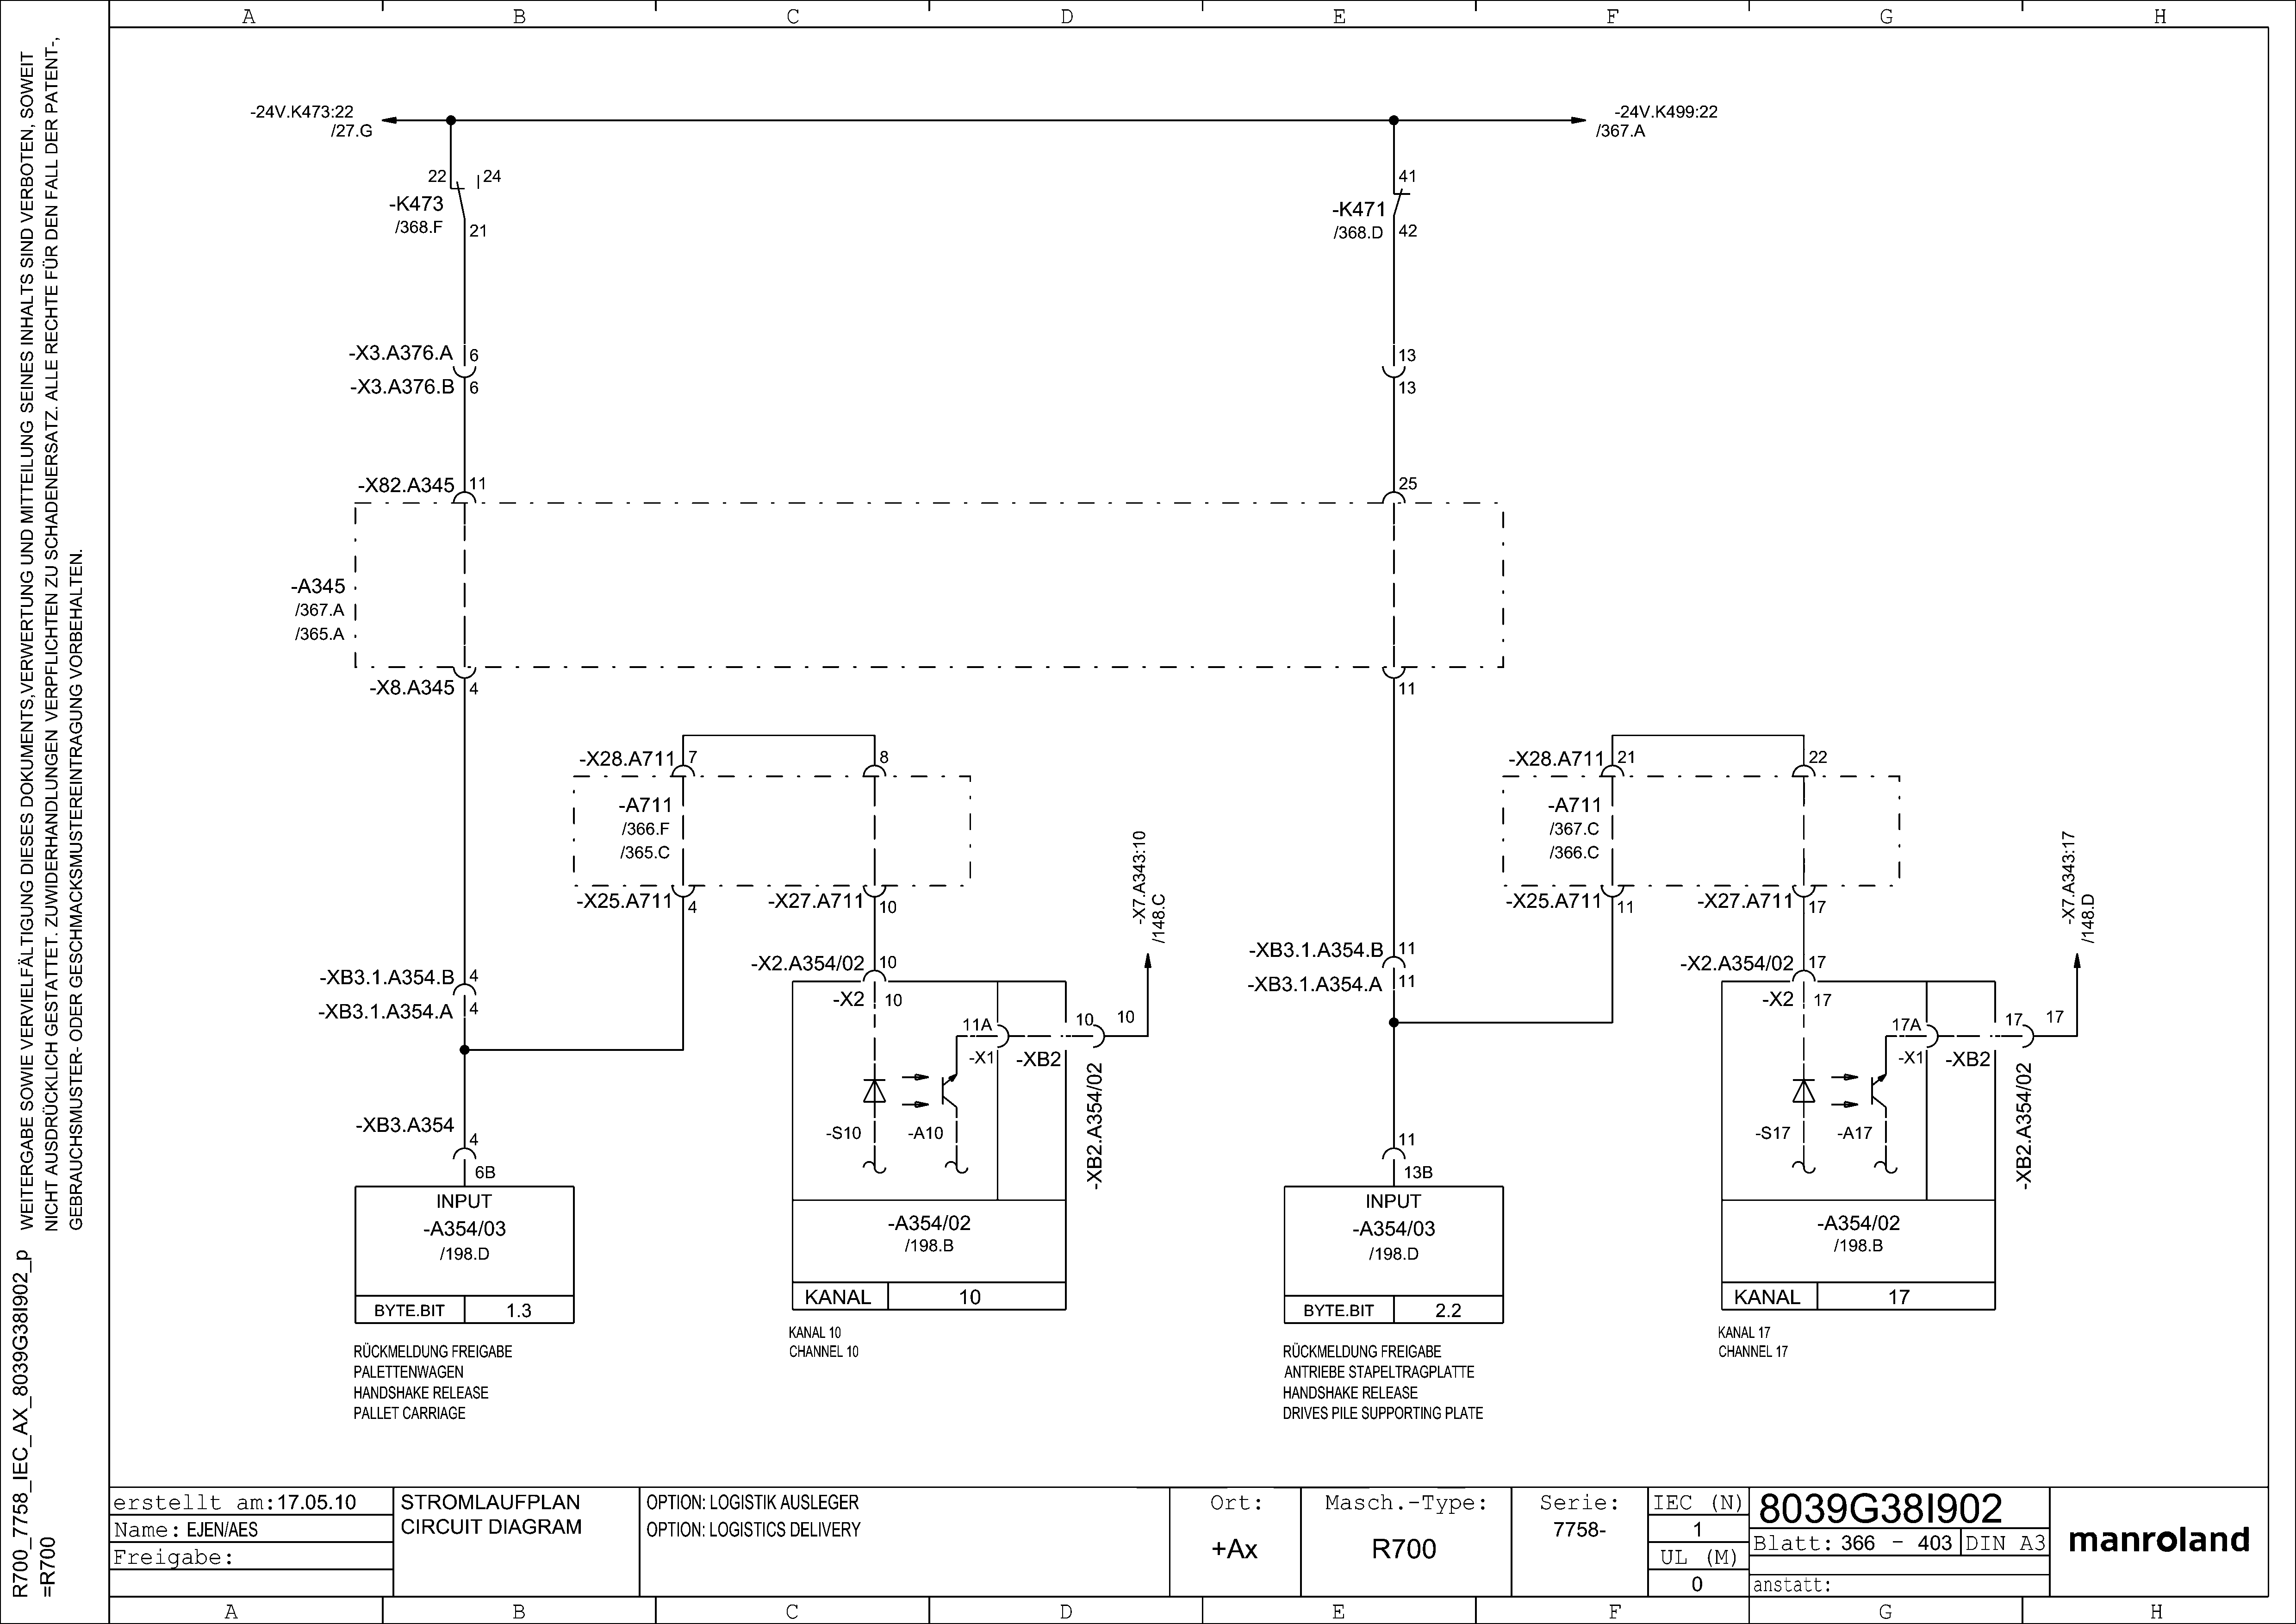 A B C D E F G H
-24V.K473:22
/27.G
-24V.K499:22
/367.A
22 24
-K473
/368.F
21
41
-K471
/368.D
42
-X3.A376.A 6
-X3.A376.B 6
13
13
-X82.A345 11
25
-A345
/367.A
/365.A
-X8.A345 4
11
-X28.A711 7
8
-A711
/366.F
/365.C
-X25.A711 4
-X27.A711 10
-X28.A711 21
22
-A711
/367.C
/366.C
-X25.A711 11
-X27.A711 17
-X7.A343:10
/148.C
-X7.A343:17
/148.D
-XB3.1.A354.B 4
-XB3.1.A354.A 4
-X2.A354/02 10
-X2 10
11A
-X1
-XB2
10
10
-XB2.A354/02
-S10
-A10
-XB3.1.A354.B 11
-XB3.1.A354.A 11
-X2.A354/02 17
-X2 17
17A
-X1
-XB2
17
17
-XB2.A354/02
-S17
-A17
-XB3.A354
4
6B
INPUT
-A354/03
/198.D
BYTE.BIT 1.3
RÜCKMELDUNG FREIGABE
PALETTENWAGEN
HANDSHAKE RELEASE
PALLET CARRIAGE
-A354/02
/198.B
KANAL 10
KANAL 10
CHANNEL 10
11
13B
INPUT
-A354/03
/198.D
BYTE.BIT 2.2
RÜCKMELDUNG FREIGABE
ANTRIEBE STAPELTRAGPLATTE
HANDSHAKE RELEASE
DRIVES PILE SUPPORTING PLATE
-A354/02
/198.B
KANAL 17
KANAL 17
CHANNEL 17
WEITERGABE SOWIE VERVIELFÄLTIGUNG DIESES DOKUMENTS,VERWERTUNG UND MITTEILUNG SEINES INHALTS SIND VERBOTEN, SOWEIT
NICHT AUSDRÜCKLICH GESTATTET. ZUWIDERHANDLUNGEN VERPFLICHTEN ZU SCHADENERSATZ. ALLE RECHTE FÜR DEN FALL DER PATENT-,
GEBRAUCHSMUSTER- ODER GESCHMACKSMUSTEREINTRAGUNG VORBEHALTEN.
R700_7758_IEC_AX_8039G38I902_p
=R700
erstellt am:17.05.10
Name: EJEN/AES
Freigabe:
STROMLAUFPLAN
CIRCUIT DIAGRAM
OPTION: LOGISTIK AUSLEGER
OPTION: LOGISTICS DELIVERY
Ort:
+Ax
Masch.-Type:
R700
Serie:
7758-
IEC (N)
1
UL (M)
0
8039G38I902
Blatt: 366 - 403 DIN A3
anstatt:
manroland
A B C D E F G H